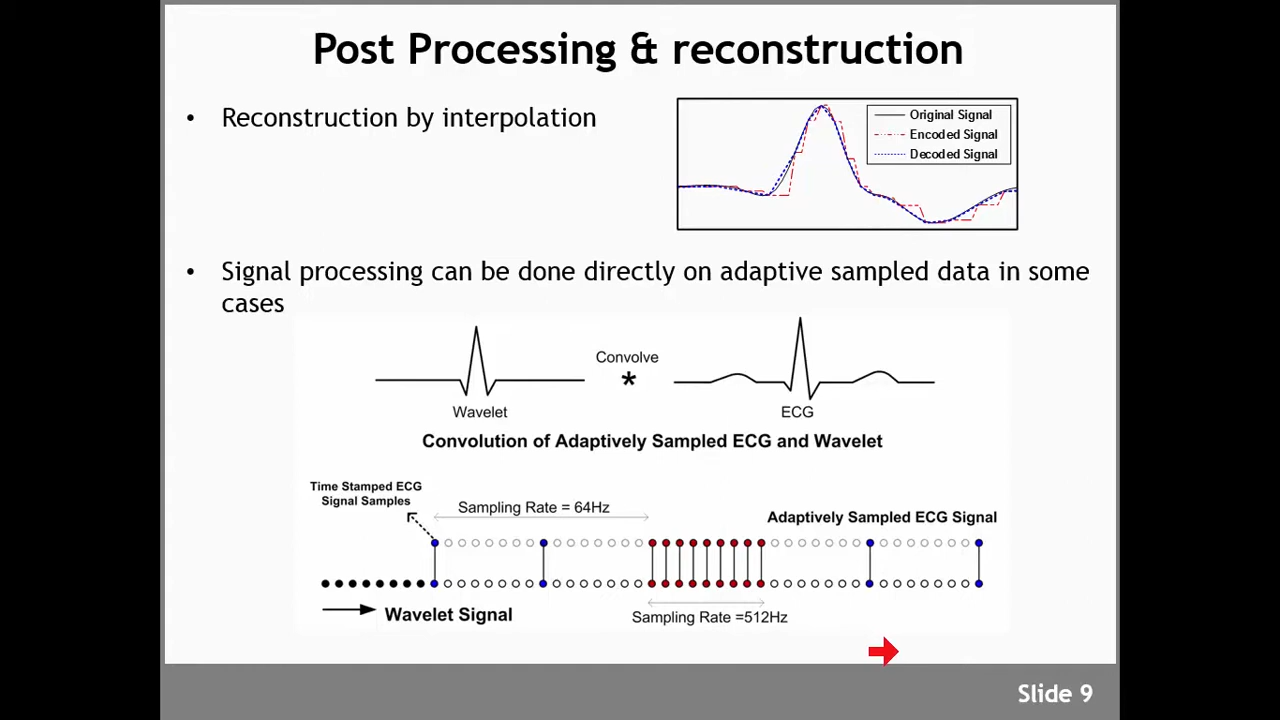 Post Processing & reconstruction
• Reconstruction by interpolation
Original Signal
Encoded Signal
Decoded Signal
• Signal processing can be done directly on adaptive sampled data in some
cases
Convolve
*
Wavelet
ECG
Convolution of Adaptively Sampled ECG and Wavelet
Time Stamped ECG
Signal Samples
Sampling Rate = 64Hz
Adaptively Sampled ECG Signal
Wavelet Signal
Sampling Rate =512Hz
Slide 9